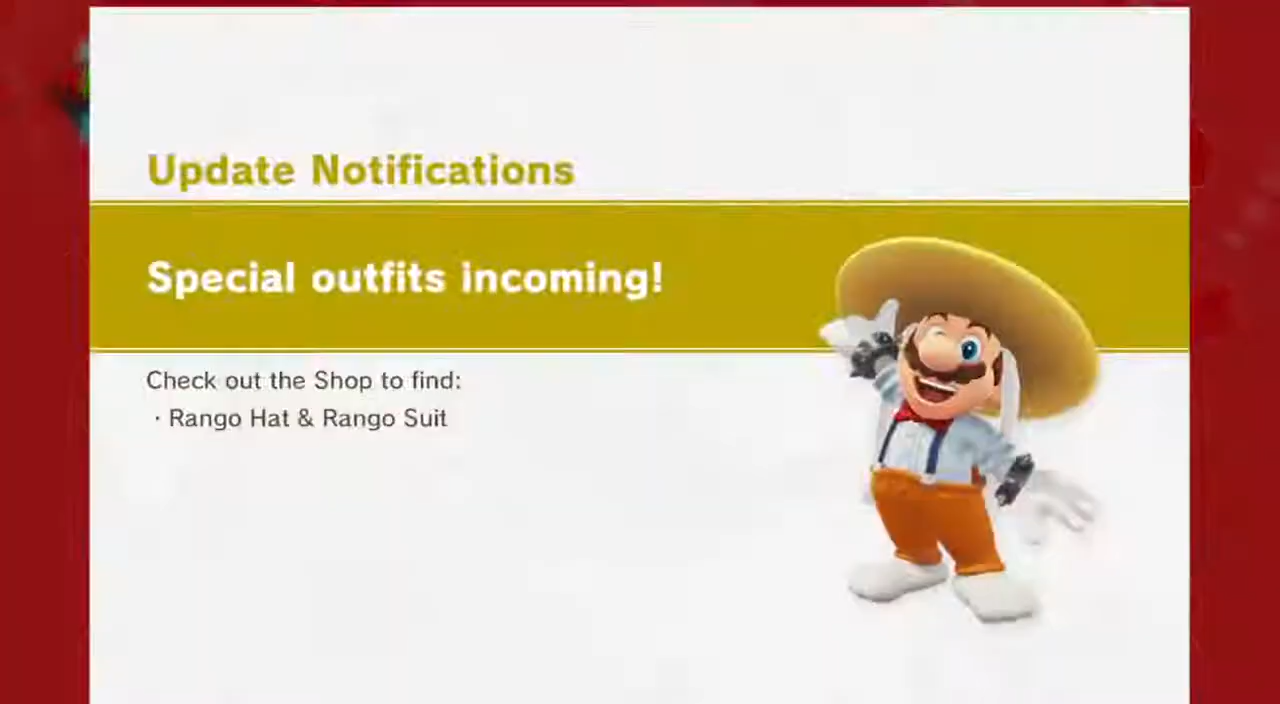 Update Notifications
Special outfits incoming!
Check out the Shop to find:
· Rango Hat & Rango Suit